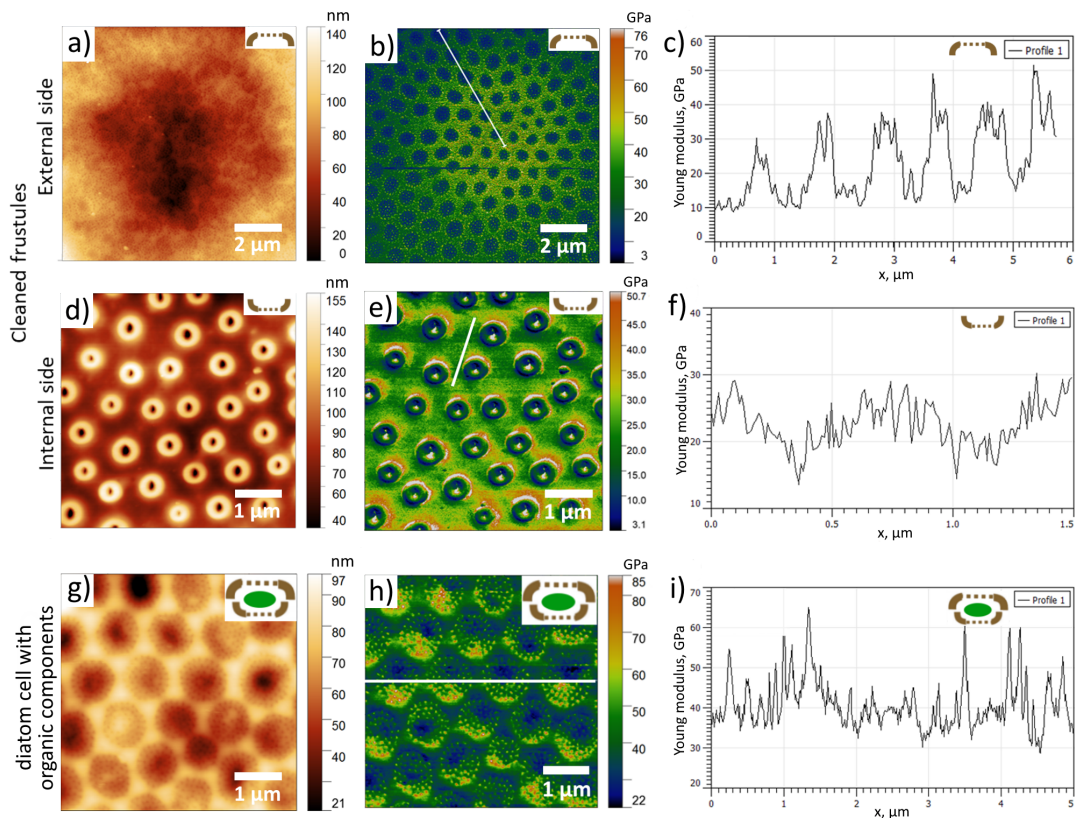 Cleaned frustules
External side
a)
nm
140
120
100
80
60
40
20
0
2 µm
b)
GPa
76
60
50
40
30
20
10
3
2 µm
c)
Profile 1
Young modulus, GPa
60
50
40
30
20
10
0
0 1 2 3 4 5 6
x, µm
Internal side
d)
nm
155
130
120
110
100
90
80
70
60
40
1 µm
e)
GPa
50.7
45.0
40.0
35.0
30.0
25.0
20.0
15.0
10.0
3.1
1 µm
f)
Profile 1
Young modulus, GPa
40
30
20
10
0.0 0.5 1.0 1.5
x, µm
diatom cell with
organic components
g)
nm
97
80
70
60
50
40
21
1 µm
h)
GPa
85
80
70
60
50
40
22
1 µm
i)
Profile 1
Young modulus, GPa
70
60
50
40
30
20
0 1 2 3 4 5
x, µm